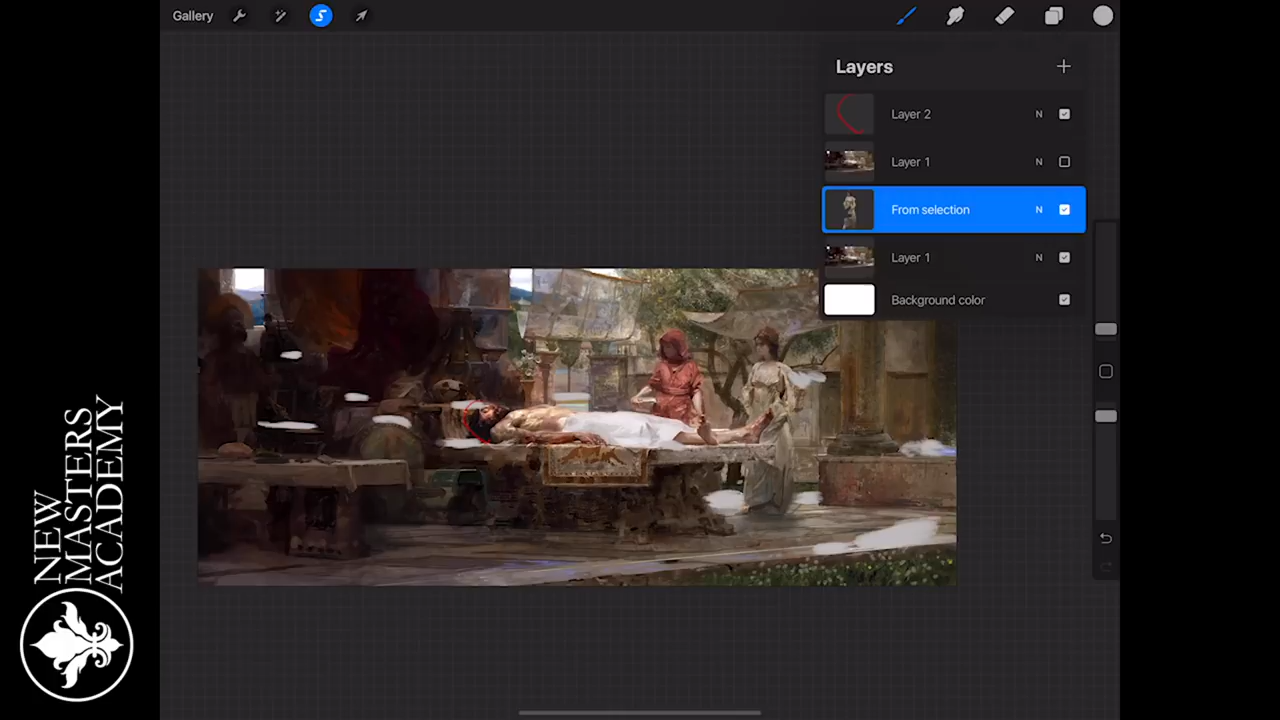 Gallery
Layers
Layer 2 N
Layer 1 N
From selection N
Layer 1 N
Background color
NEW
MASTERS
ACADEMY